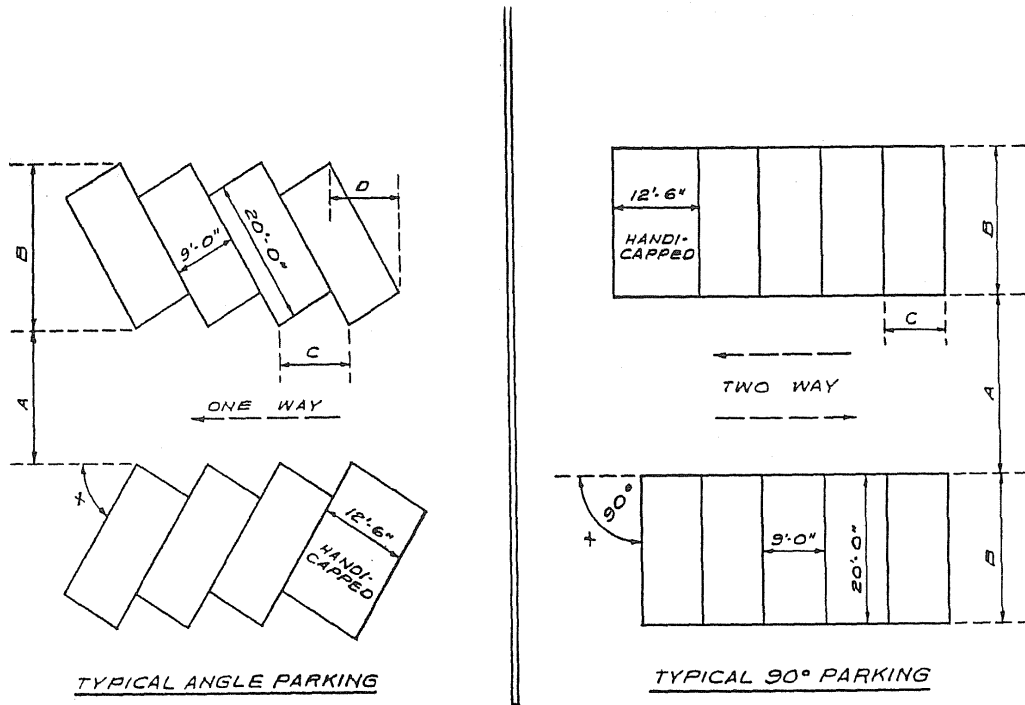 B
D
9'-0"
20'-0"
C
A
ONE WAY
X
12'-6"
HANDI-
CAPPED
TYPICAL ANGLE PARKING
12'-6"
HANDI-
CAPPED
B
C
TWO WAY
A
X 90°
9'-0"
20'-0"
B
TYPICAL 90° PARKING